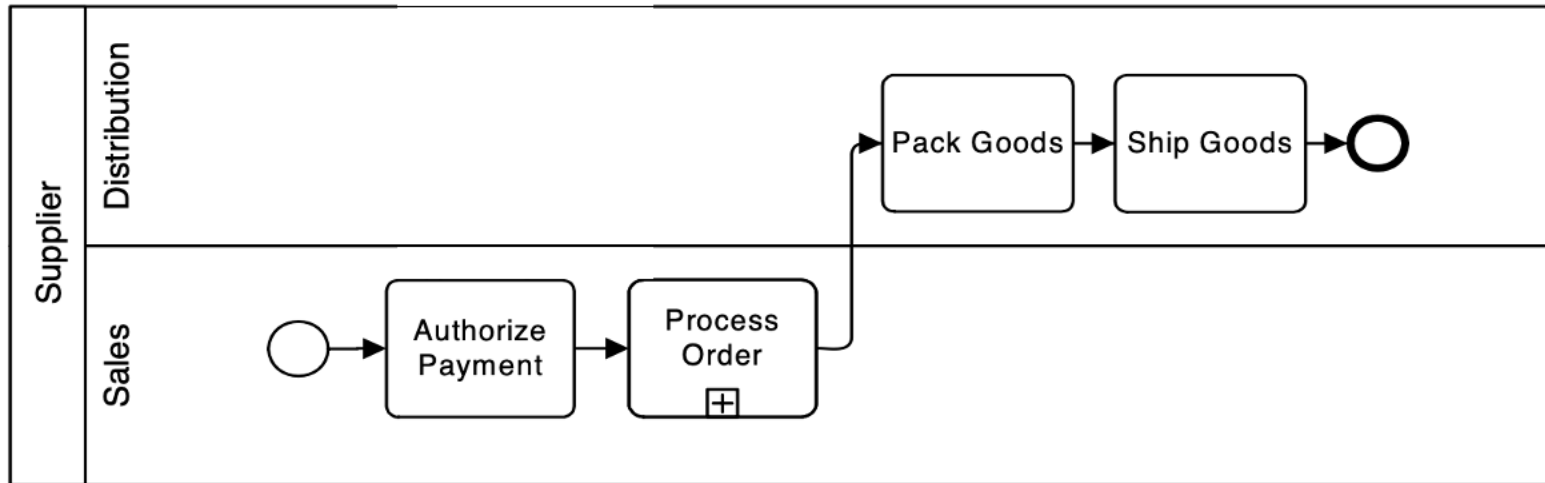 Supplier
Distribution
Pack Goods
Ship Goods
Sales
Authorize
Payment
Process
Order